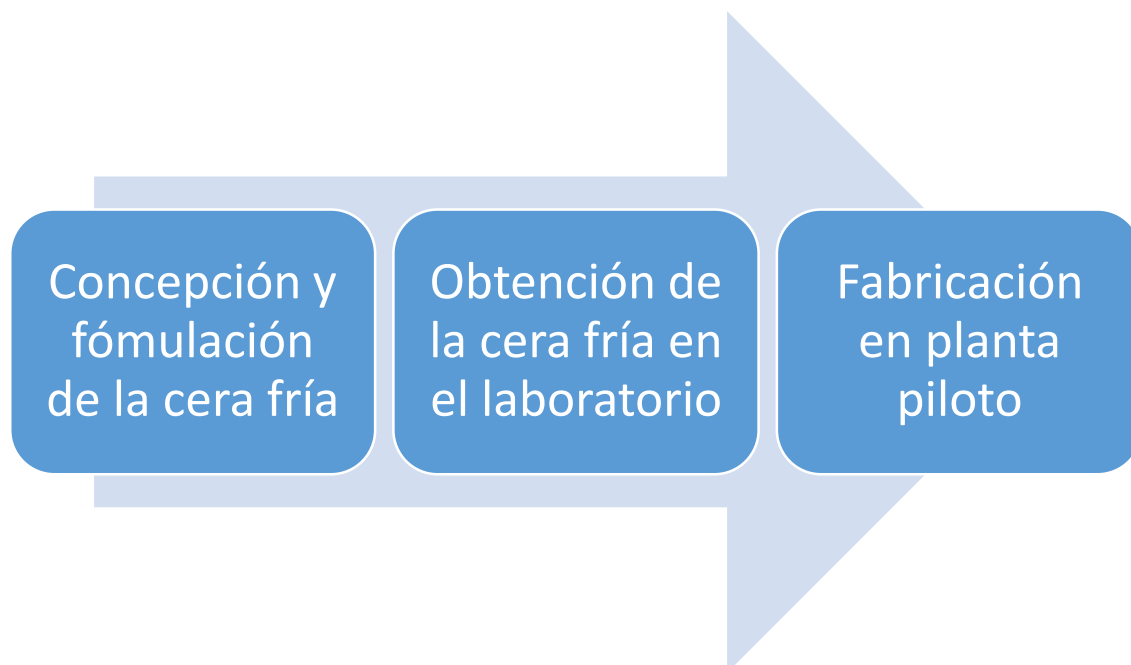 Concepción y
fómulación
de la cera fría
Obtención de
la cera fría en
el laboratorio
Fabricación
en planta
piloto